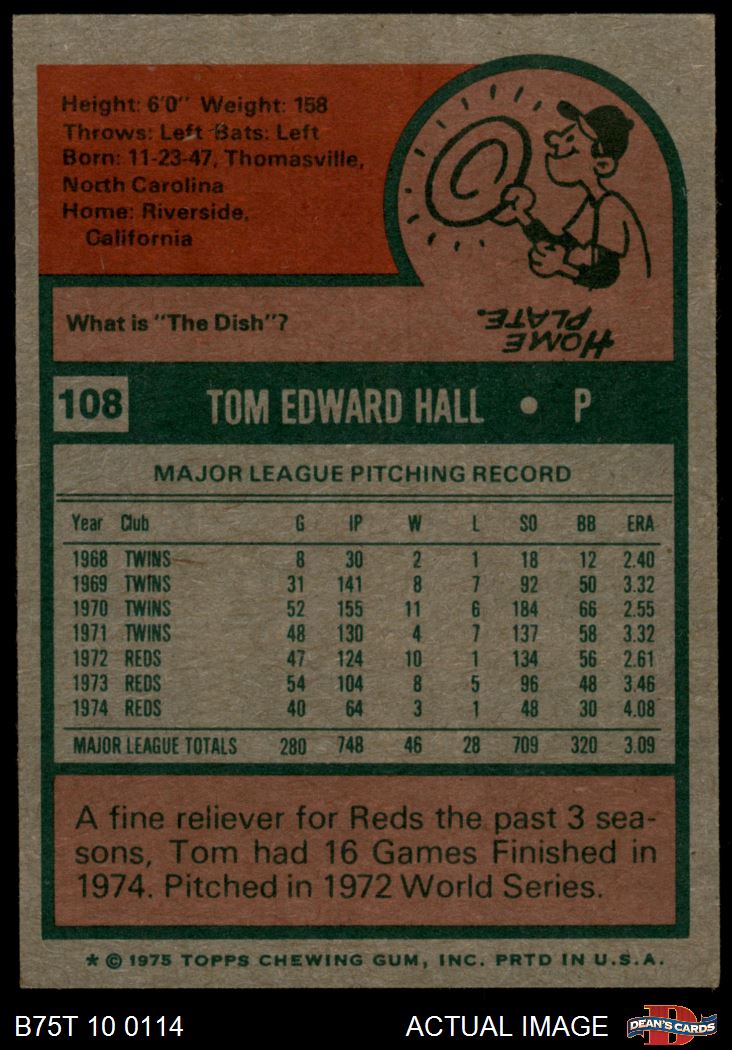 Height: 6'0" Weight: 158
Throws: Left Bats: Left
Born: 11-23-47, Thomasville,
North Carolina
Home: Riverside,
California
What is "The Dish"?
HOME
PLATE.
108 TOM EDWARD HALL • P
MAJOR LEAGUE PITCHING RECORD
Year Club G IP W L SO BB ERA
1968 TWINS 8 30 2 1 18 12 2.40
1969 TWINS 31 141 8 7 92 50 3.32
1970 TWINS 52 155 11 6 184 66 2.55
1971 TWINS 48 130 4 7 137 58 3.32
1972 REDS 47 124 10 1 134 56 2.61
1973 REDS 54 104 8 5 96 48 3.46
1974 REDS 40 64 3 1 48 30 4.08
MAJOR LEAGUE TOTALS 280 748 46 28 709 320 3.09
A fine reliever for Reds the past 3 sea-
sons, Tom had 16 Games Finished in
1974. Pitched in 1972 World Series.
* © 1975 TOPPS CHEWING GUM, INC. PRTD IN U.S.A.
B75T 10 0114 ACTUAL IMAGE DEAN'S CARDS